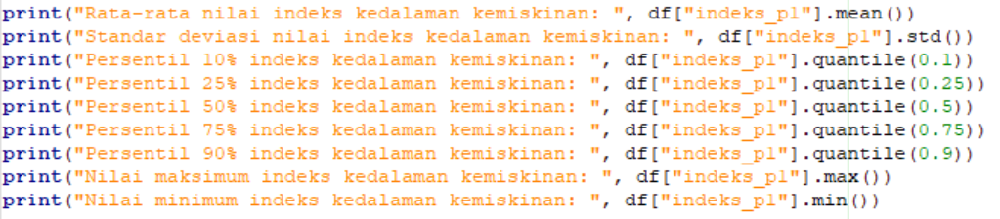 print("Rata-rata nilai indeks kedalaman kemiskinan: ", df["indeks_p1"].mean())
print("Standar deviasi nilai indeks kedalaman kemiskinan: ", df["indeks_p1"].std())
print("Persentil 10% indeks kedalaman kemiskinan: ", df["indeks_p1"].quantile(0.1))
print("Persentil 25% indeks kedalaman kemiskinan: ", df["indeks_p1"].quantile(0.25))
print("Persentil 50% indeks kedalaman kemiskinan: ", df["indeks_p1"].quantile(0.5))
print("Persentil 75% indeks kedalaman kemiskinan: ", df["indeks_p1"].quantile(0.75))
print("Persentil 90% indeks kedalaman kemiskinan: ", df["indeks_p1"].quantile(0.9))
print("Nilai maksimum indeks kedalaman kemiskinan: ", df["indeks_p1"].max())
print("Nilai minimum indeks kedalaman kemiskinan: ", df["indeks_p1"].min())